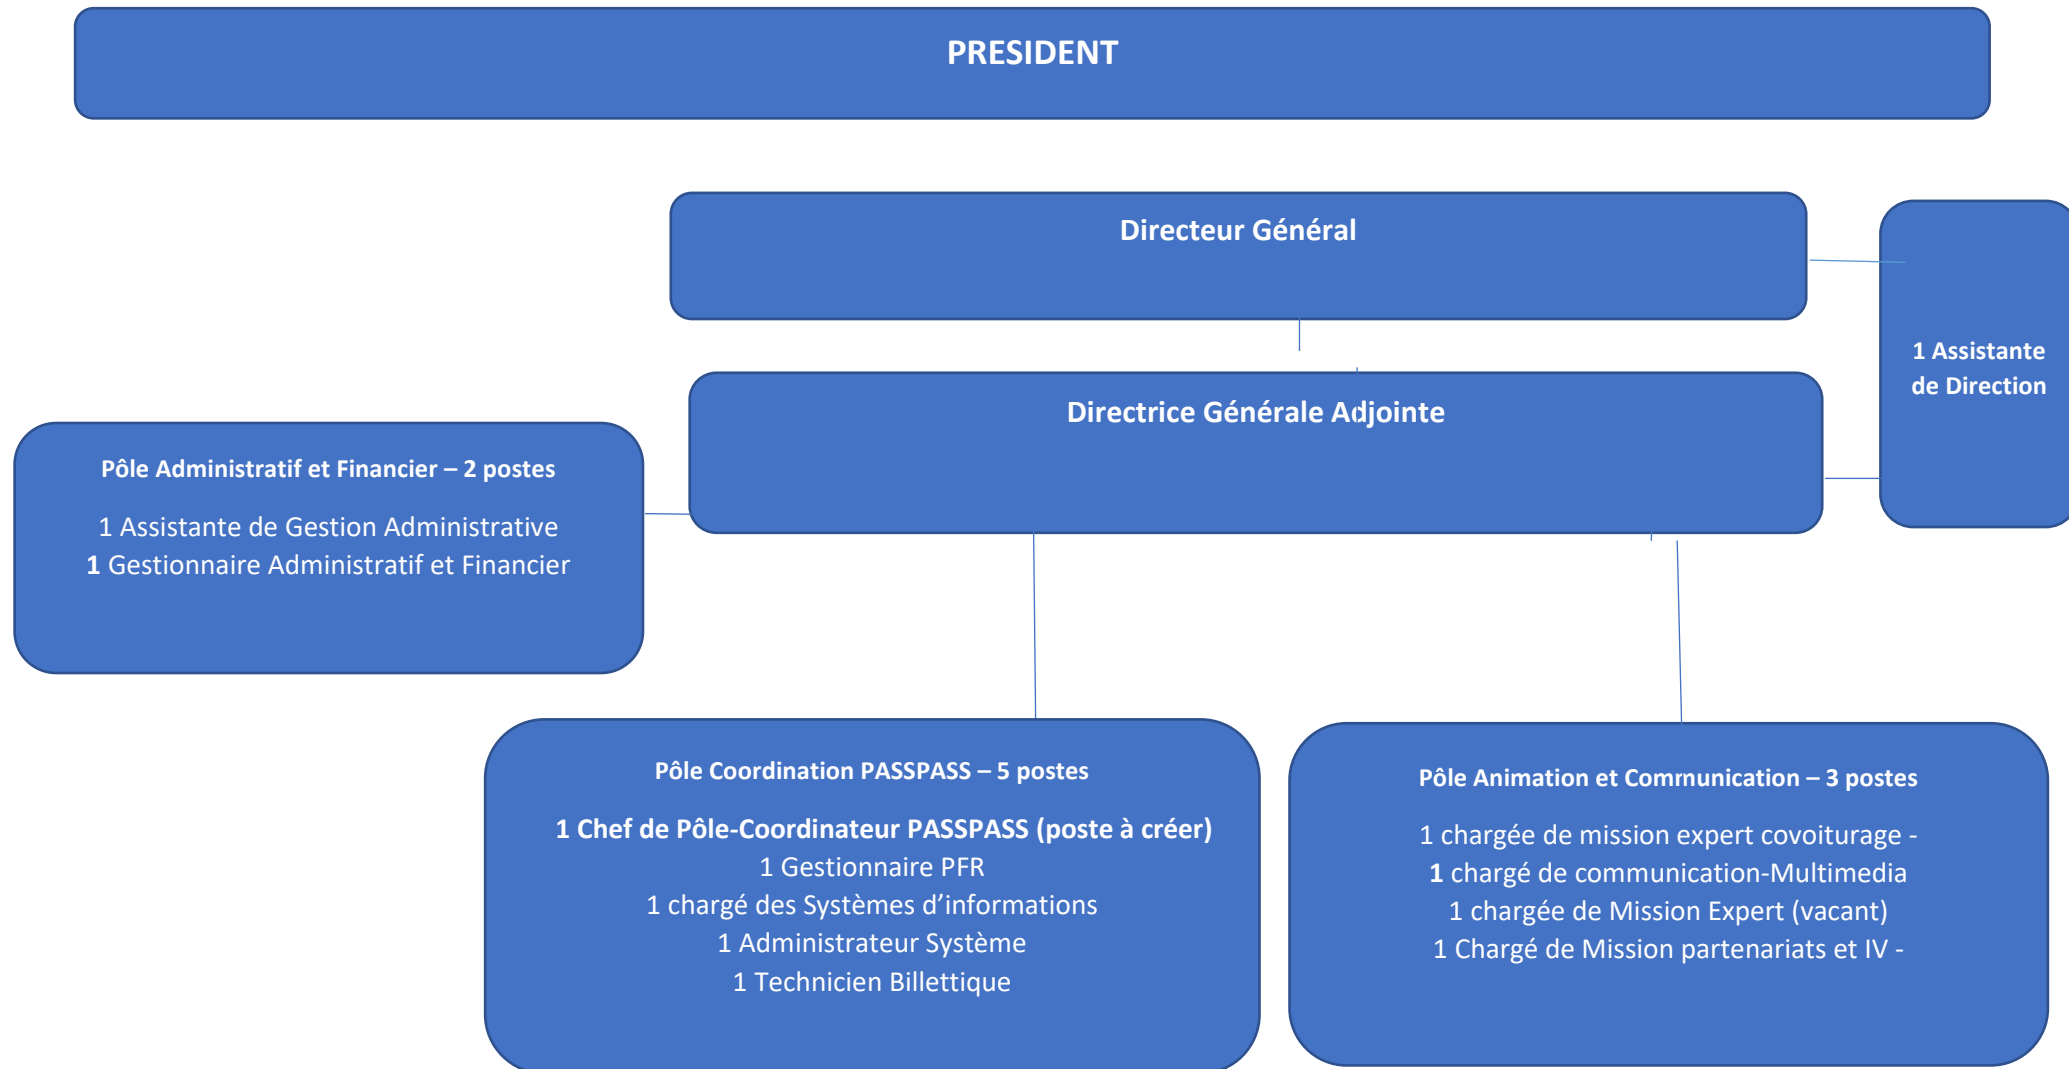 PRESIDENT
Directeur Général
1 Assistante
de Direction
Directrice Générale Adjointe
Pôle Administratif et Financier – 2 postes
1 Assistante de Gestion Administrative
1 Gestionnaire Administratif et Financier
Pôle Coordination PASSPASS – 5 postes
1 Chef de Pôle-Coordinateur PASSPASS (poste à créer)
1 Gestionnaire PFR
1 chargé des Systèmes d’informations
1 Administrateur Système
1 Technicien Billettique
Pôle Animation et Communication – 3 postes
1 chargée de mission expert covoiturage -
1 chargé de communication-Multimedia
1 chargée de Mission Expert (vacant)
1 Chargé de Mission partenariats et IV -